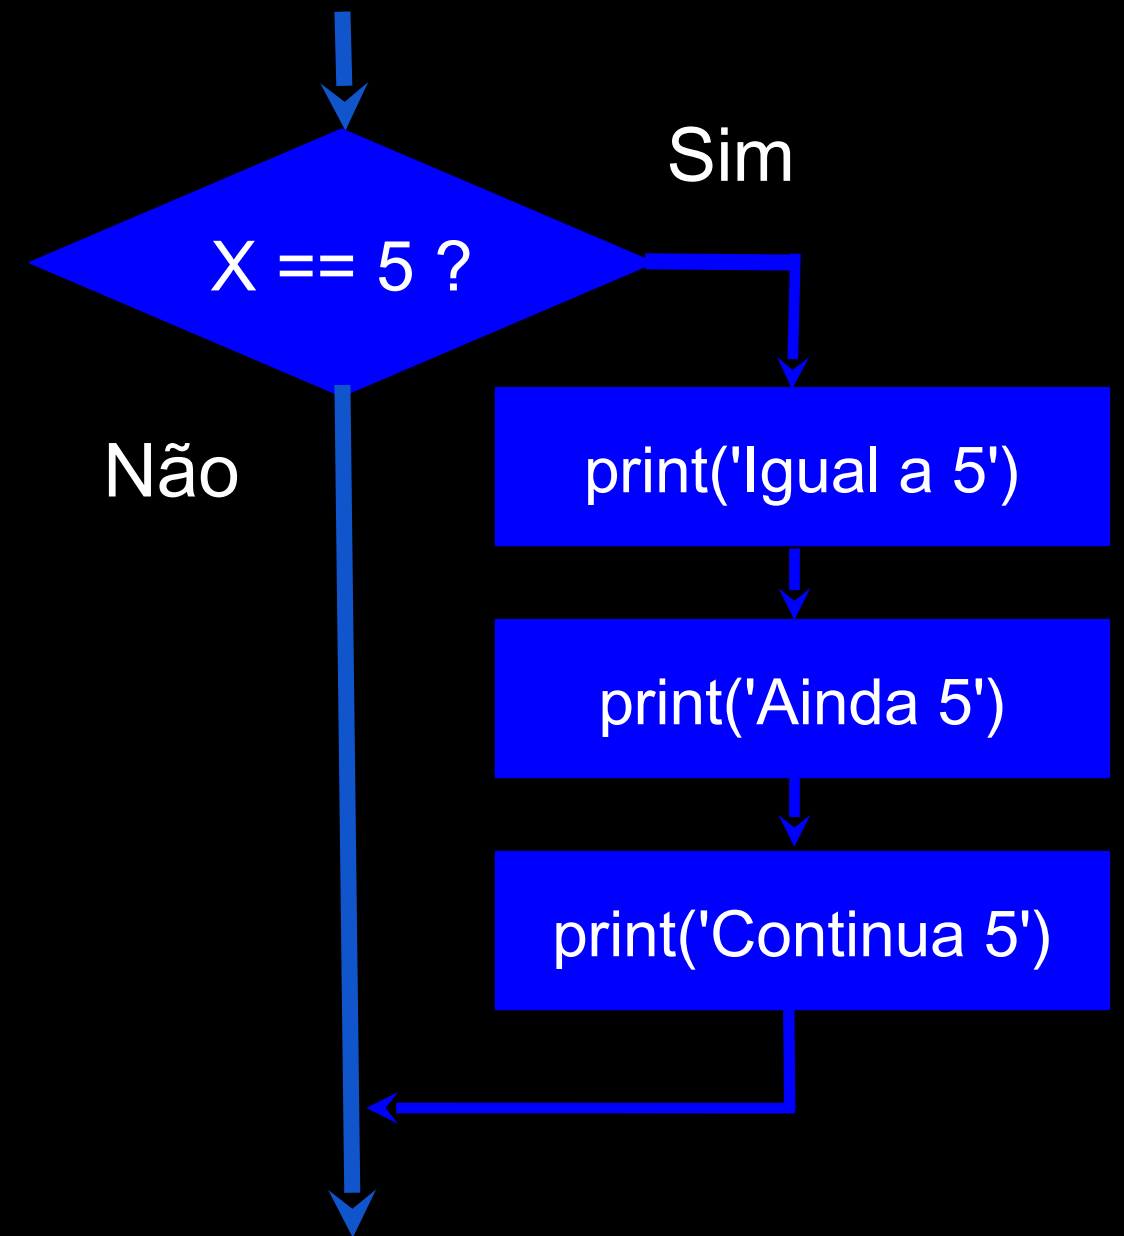 Sim
X == 5 ?
Não
print('Igual a 5')
print('Ainda 5')
print('Continua 5')